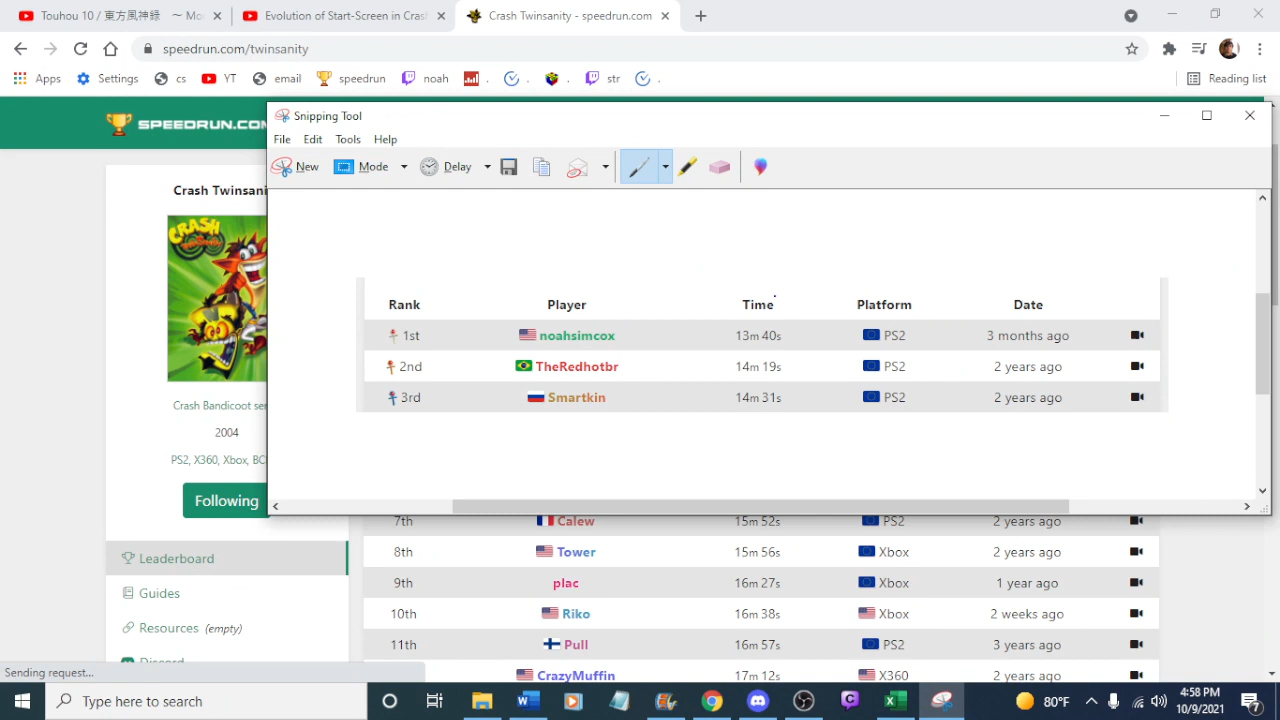 Touhou 10 / 東方風神録 ～ Mo
Evolution of Start-Screen in Cras
Crash Twinsanity - speedrun.com
speedrun.com/twinsanity
Apps Settings cs YT email speedrun noah . . . str . Reading list
SPEEDRUN.COM
Snipping Tool
File Edit Tools Help
New Mode Delay
Crash Twinsani
CRASH
Crash Bandicoot ser
2004
PS2, X360, Xbox, BC
Following
Leaderboard
Guides
Resources (empty)
Discord
Rank Player Time Platform Date
1st noahsimcox 13m 40s PS2 3 months ago
2nd TheRedhotbr 14m 19s PS2 2 years ago
3rd Smartkin 14m 31s PS2 2 years ago
7th Calew 15m 52s PS2 2 years ago
8th Tower 15m 56s Xbox 2 years ago
9th plac 16m 27s Xbox 1 year ago
10th Riko 16m 38s Xbox 2 weeks ago
11th Pull 16m 57s PS2 3 years ago
CrazyMuffin 17m 12s X360 2 years ago
Sending request...
Type here to search
80°F
4:58 PM
10/9/2021
7